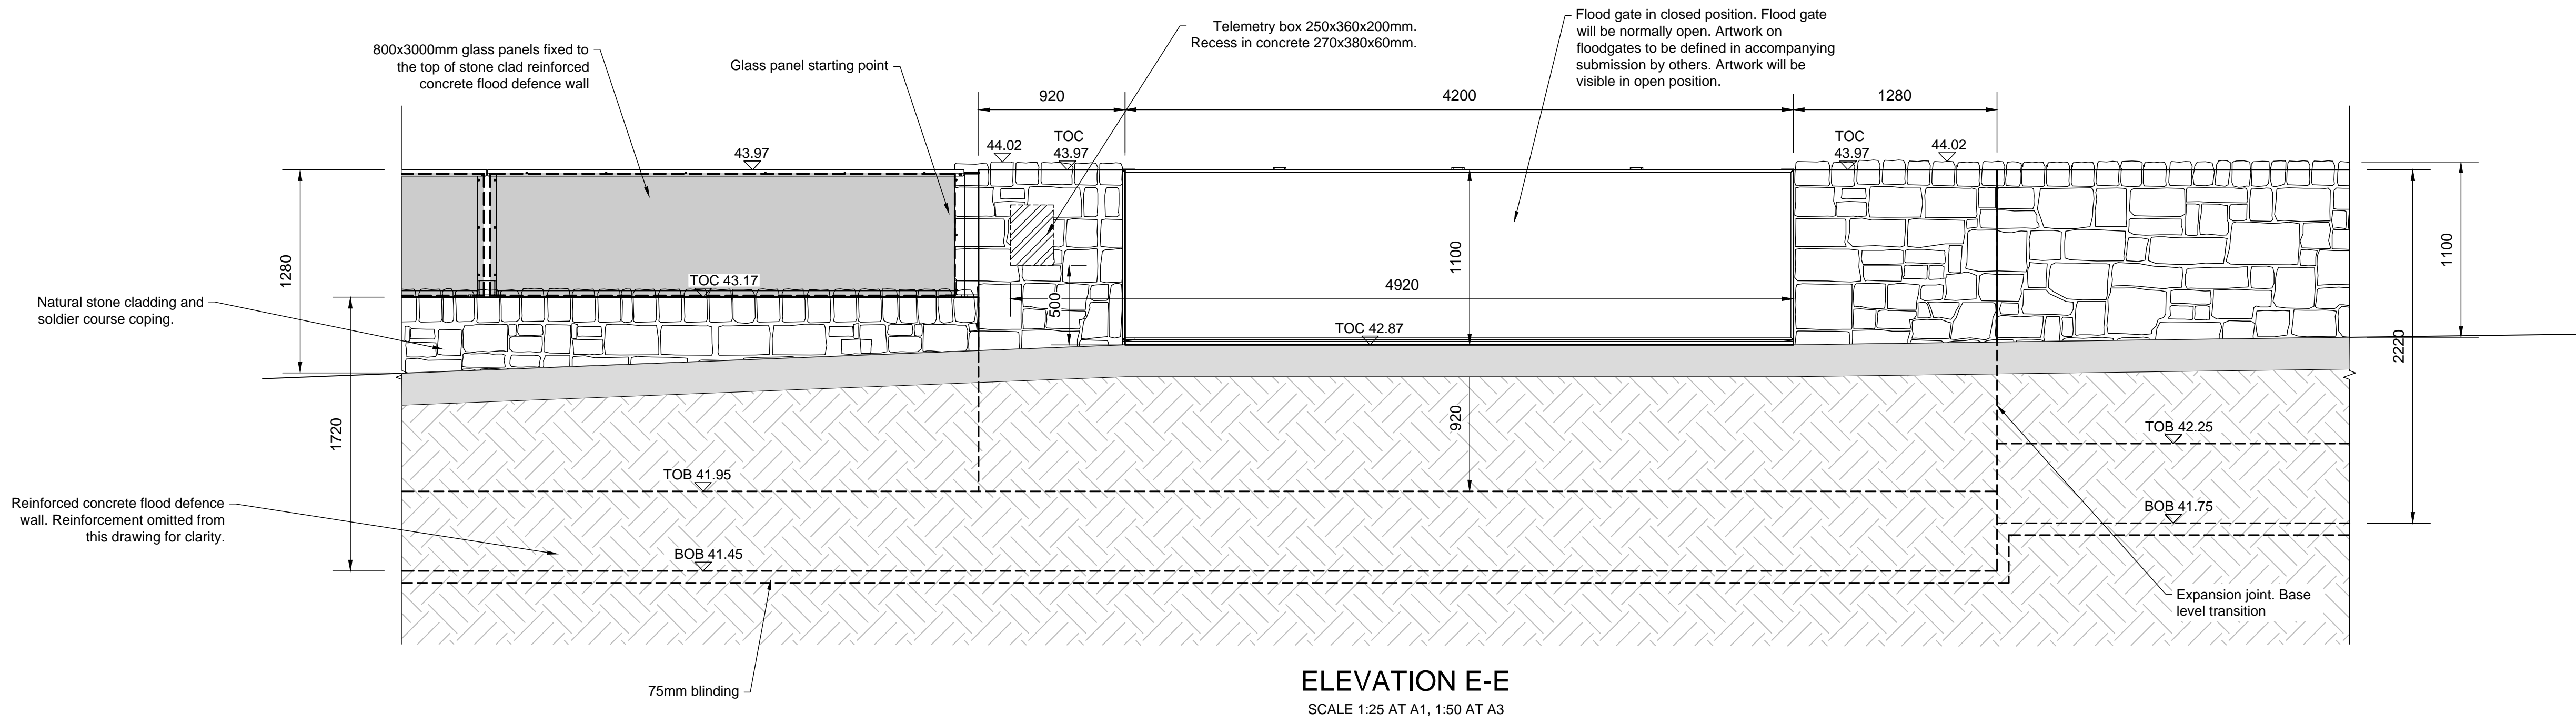 Telemetry box 250x360x200mm.
Recess in concrete 270x380x60mm.
Flood gate in closed position. Flood gate
will be normally open. Artwork on
floodgates to be defined in accompanying
submission by others. Artwork will be
visible in open position.
800x3000mm glass panels fixed to
the top of stone clad reinforced
concrete flood defence wall
Glass panel starting point
920
4200
1280
43.97
44.02
TOC
43.97
TOC
43.97
44.02
1280
1100
1100
TOC 43.17
4920
500
Natural stone cladding and
soldier course coping.
TOC 42.87
2220
1720
920
TOB 42.25
TOB 41.95
Reinforced concrete flood defence
wall. Reinforcement omitted from
this drawing for clarity.
BOB 41.75
BOB 41.45
Expansion joint. Base
level transition
75mm blinding
ELEVATION E-E
SCALE 1:25 AT A1, 1:50 AT A3